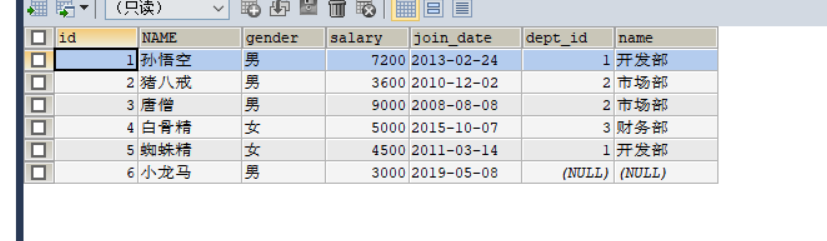 （只读）
id NAME gender salary join_date dept_id name
1 孙悟空 男 7200 2013-02-24 1 开发部
2 猪八戒 男 3600 2010-12-02 2 市场部
3 唐僧 男 9000 2008-08-08 2 市场部
4 白骨精 女 5000 2015-10-07 3 财务部
5 蜘蛛精 女 4500 2011-03-14 1 开发部
6 小龙马 男 3000 2019-05-08 (NULL) (NULL)